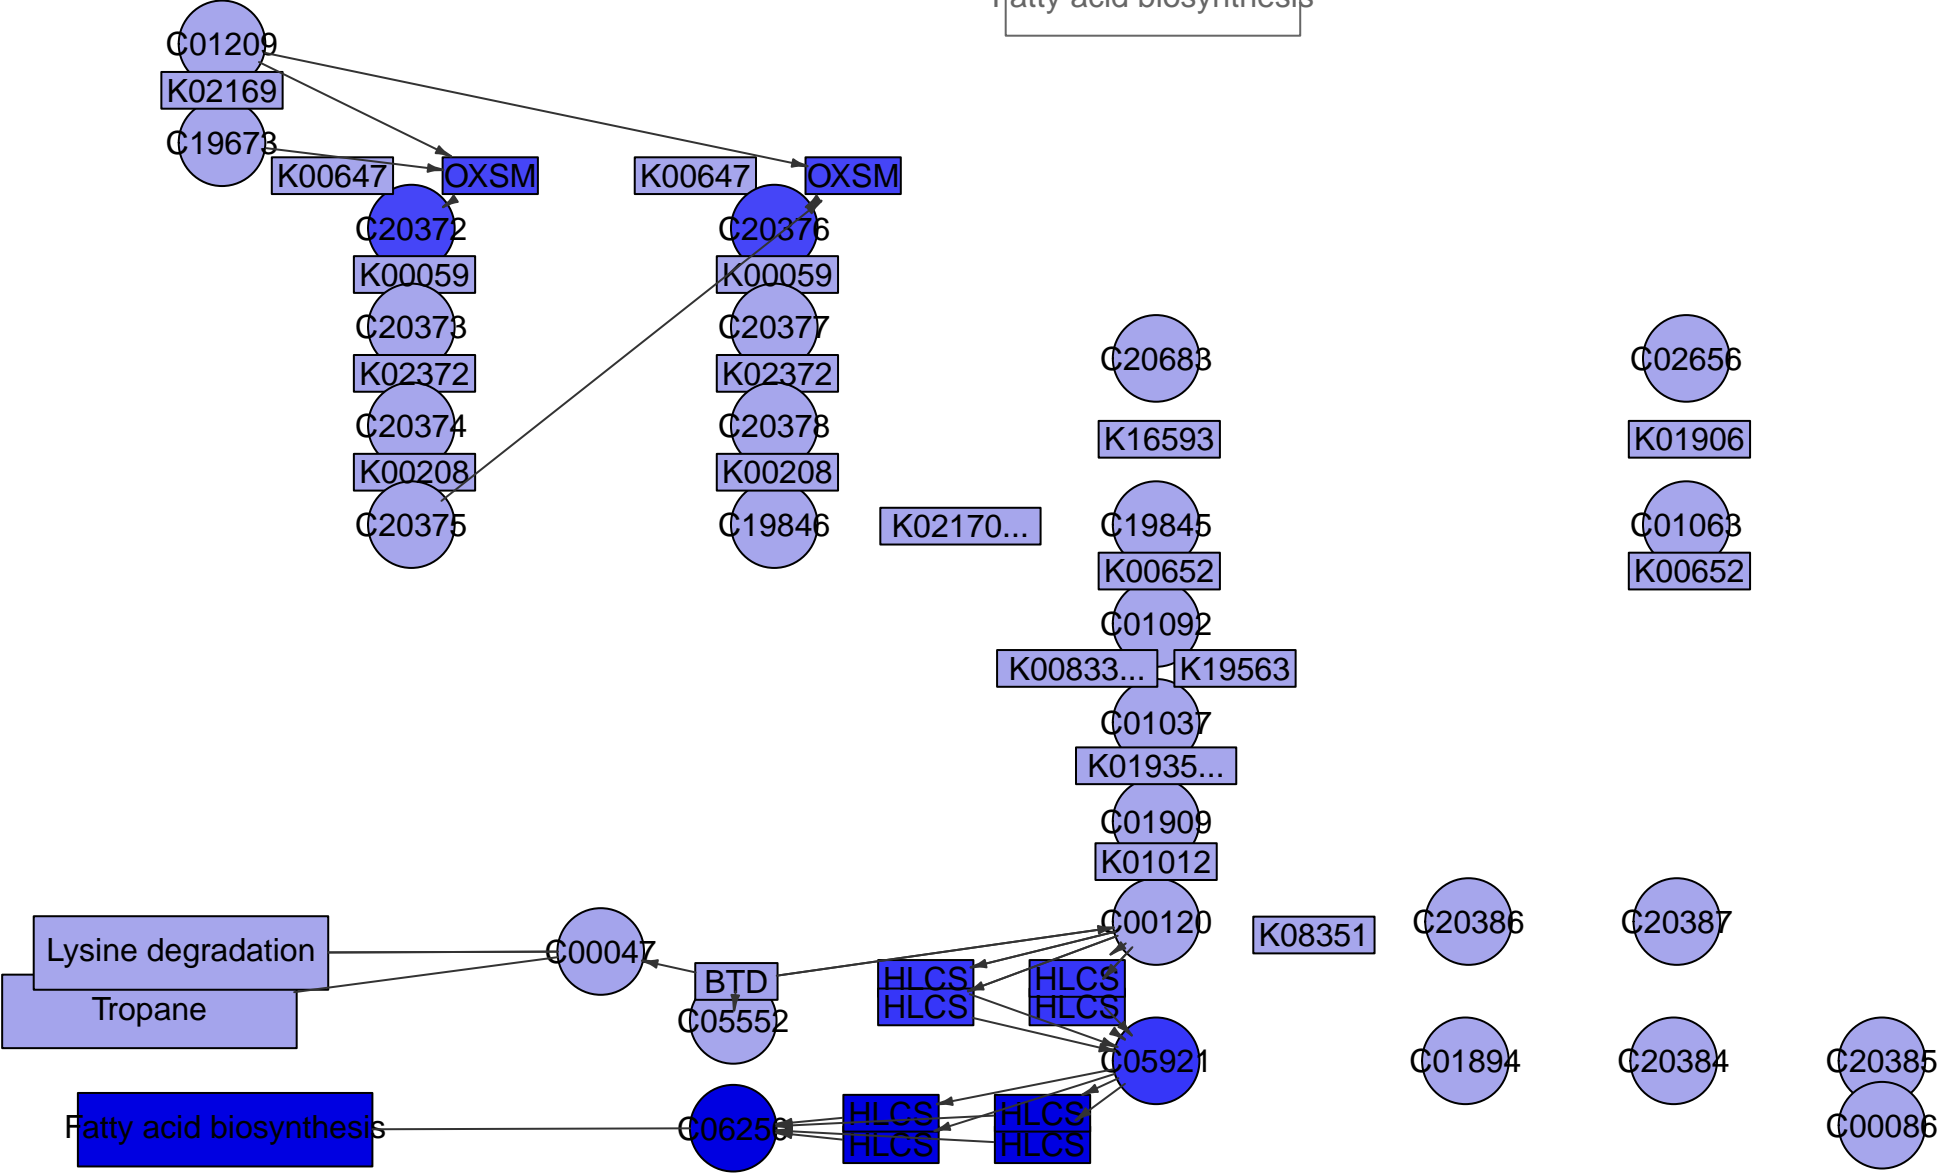 Fatty acid biosynthesis
C01209
K02169
C19673
K00647
OXSM
K00647
OXSM
C20372
C20376
K00059
K00059
C20373
C20377
C20683
C02656
K02372
K02372
C20374
C20378
K16593
K01906
K00208
K00208
C20375
C19846
K02170...
C19845
C01063
K00652
K00652
C01092
K00833...
K19563
C01037
K01935...
C01909
K01012
C00120
K08351
C20386
C20387
Lysine degradation
C00047
BTD
HLCS
HLCS
Tropane
HLCS
HLCS
C05552
C05921
C01894
C20384
C20385
Fatty acid biosynthesis
C06250
HLCS
HLCS
HLCS
HLCS
C00086